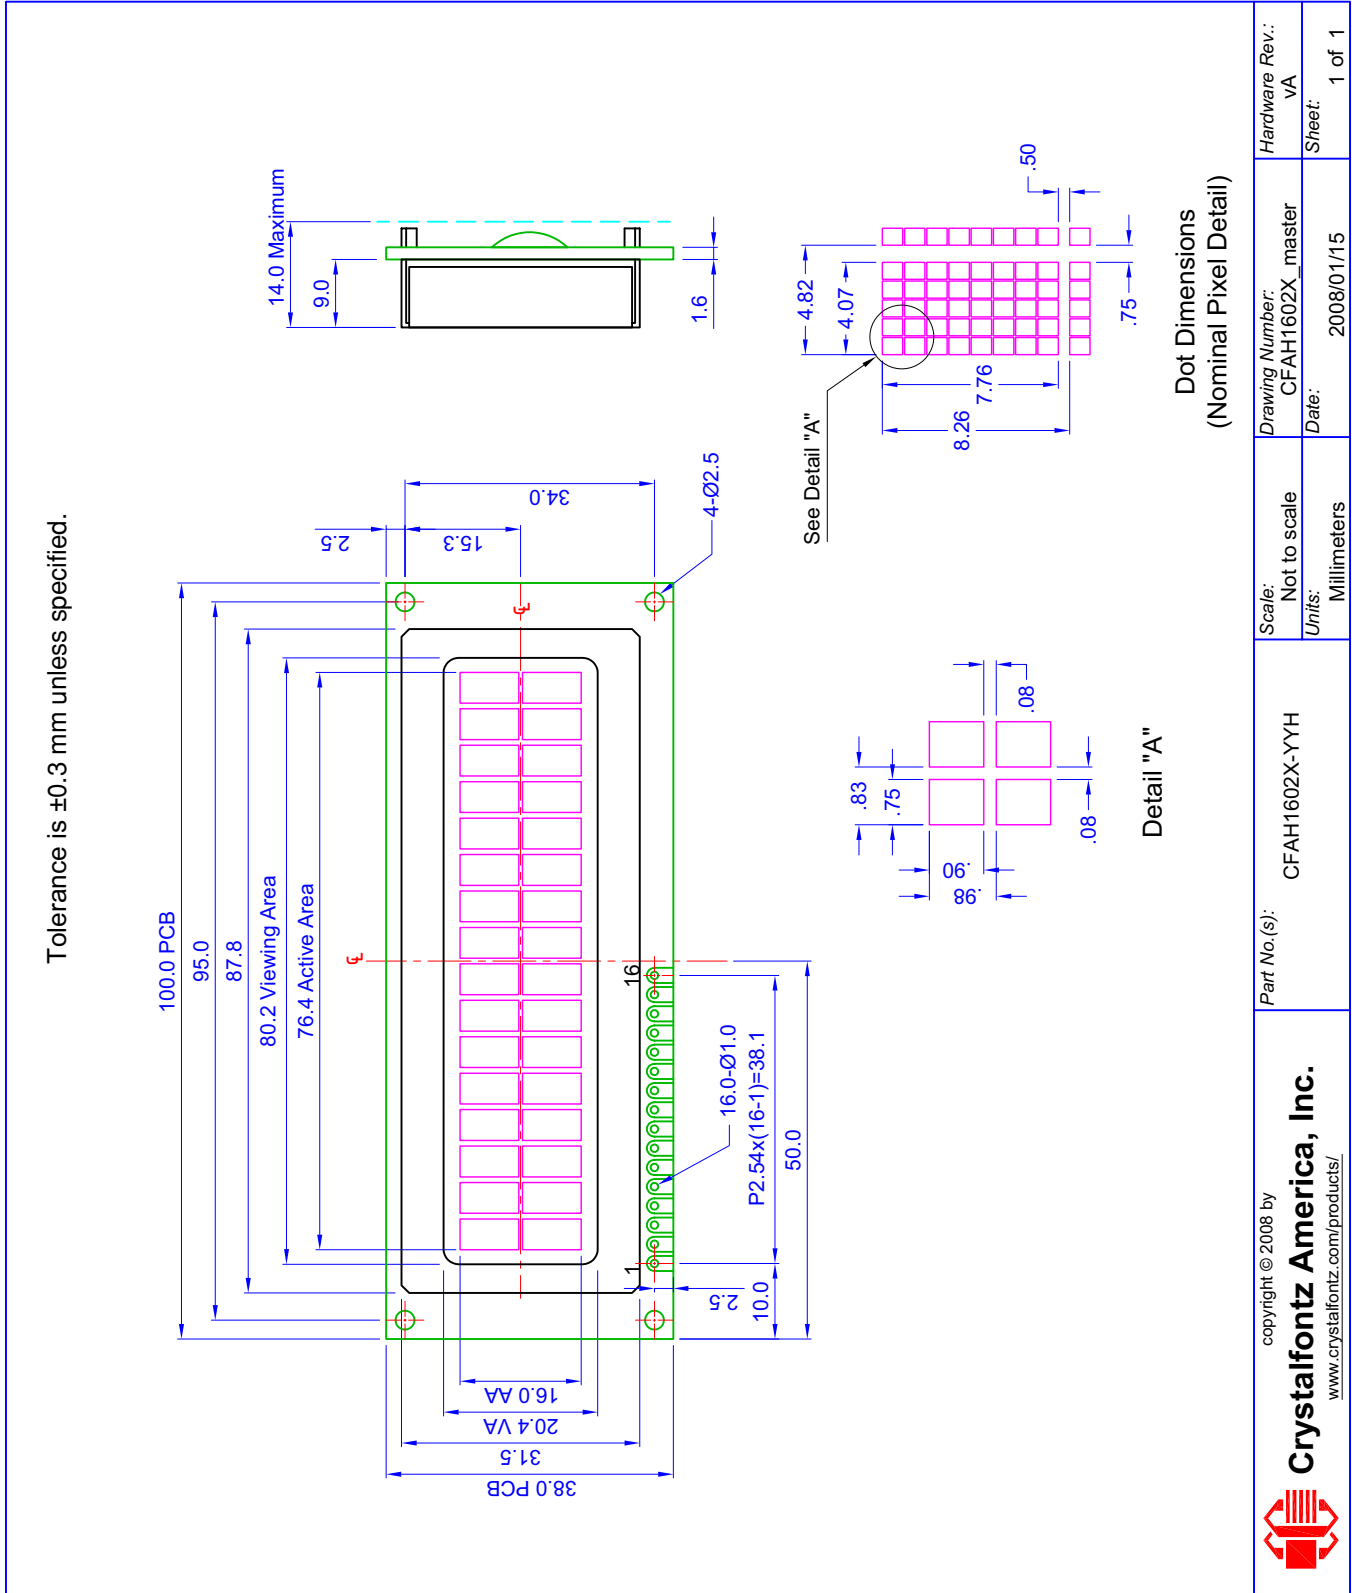 Tolerance is ±0.3 mm unless specified.
100.0 PCB
95.0
87.8
80.2 Viewing Area
76.4 Active Area
2.5
15.3
34.0
4-Ø2.5
CL
CL
1
16
16.0-Ø1.0
P2.54x(16-1)=38.1
50.0
10.0
2.5
16.0 AA
20.4 VA
31.5
38.0 PCB
14.0 Maximum
9.0
1.6
See Detail "A"
4.82
4.07
.50
.75
7.76
8.26
Dot Dimensions
(Nominal Pixel Detail)
.83
.75
.90
.98
.08
.08
Detail "A"
copyright © 2008 by
Crystalfontz America, Inc.
www.crystalfontz.com/products/
Part No.(s):
CFAH1602X-YYH
Scale:
Not to scale
Units:
Millimeters
Drawing Number:
CFAH1602X_master
Date:
2008/01/15
Hardware Rev.:
vA
Sheet:
1 of 1